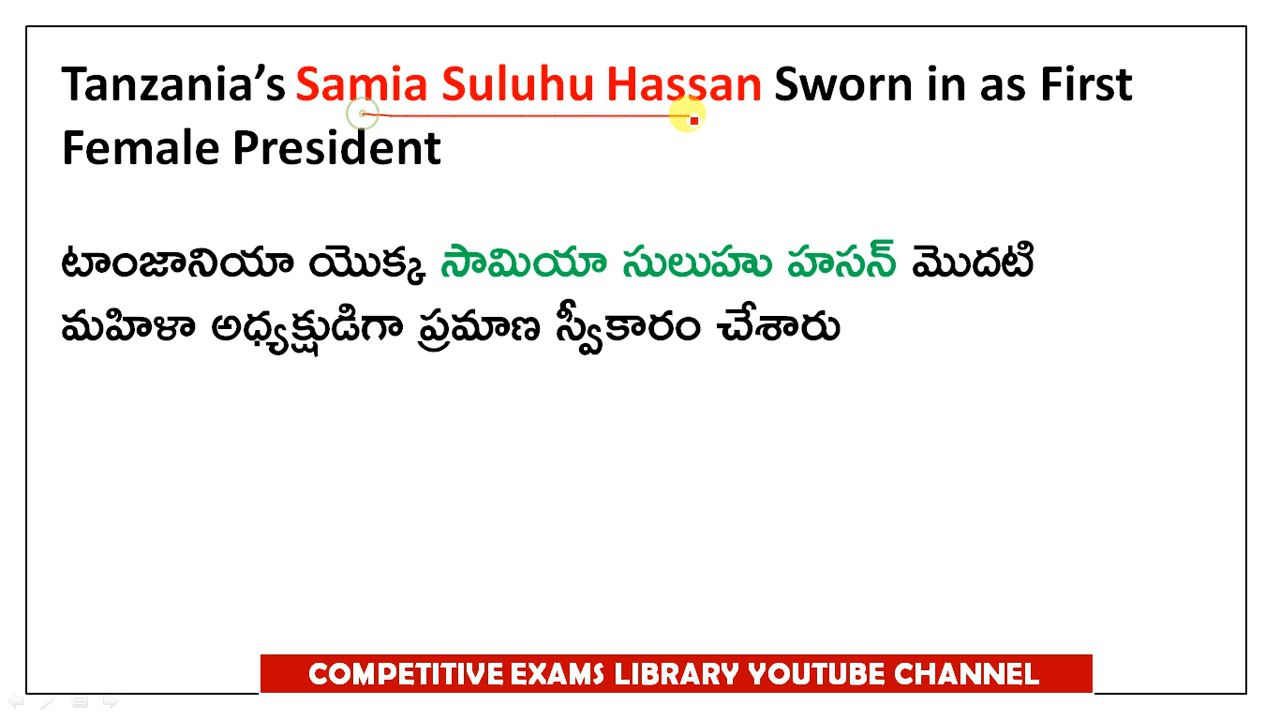 Tanzania’s Samia Suluhu Hassan Sworn in as First
Female President
టాంజానియా యొక్క సామియా సులుహు హసన్ మొదటి
మహిళా అధ్యక్షుడిగా ప్రమాణ స్వీకారం చేశారు
COMPETITIVE EXAMS LIBRARY YOUTUBE CHANNEL